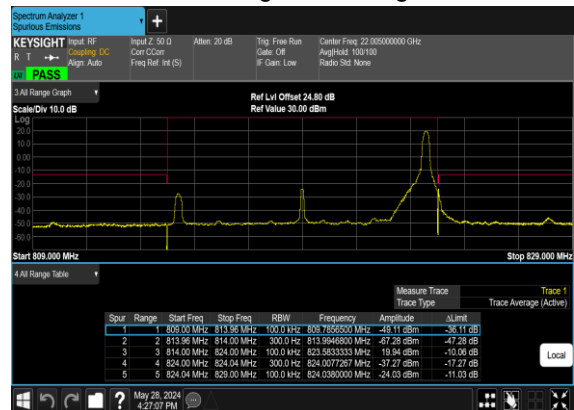 Spectrum Analyzer 1
Spurious Emissions
+
KEYSIGHT Input: RF Input Z: 50 Ω Atten: 20 dB Trig: Free Run Center Freq: 22.005000000 GHz
R T Coupling: DC Corr CCorr Gate: Off Avg|Hold: 100/100
Align: Auto Freq Ref: Int (S) IF Gain: Low Radio Std: None
PASS
3 All Range Graph Ref Lvl Offset 24.80 dB
Scale/Div 10.0 dB Ref Value 30.00 dBm
Log
20.0
10.0
0.00
-10.0
-20.0
-30.0
-40.0
-50.0
-60.0
Start 809.000 MHz Stop 829.000 MHz
4 All Range Table
Measure Trace Trace 1
Trace Type Trace Average (Active)
Spur Range Start Freq Stop Freq RBW Frequency Amplitude ΔLimit
1 1 809.00 MHz 813.96 MHz 100.0 kHz 809.7856500 MHz -49.11 dBm -36.11 dB
2 2 813.96 MHz 814.00 MHz 300.0 Hz 813.9946800 MHz -67.28 dBm -47.28 dB
3 3 814.00 MHz 824.00 MHz 100.0 kHz 823.5833333 MHz 19.94 dBm -10.06 dB
4 4 824.00 MHz 824.04 MHz 300.0 Hz 824.0077267 MHz -37.27 dBm -17.27 dB
5 5 824.04 MHz 829.00 MHz 100.0 kHz 824.0380000 MHz -24.03 dBm -11.03 dB
Local
? May 28, 2024
4:27:07 PM